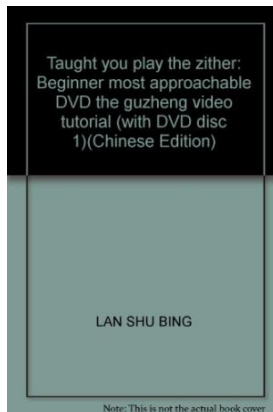 Taught you play the zither:
Beginner most approachable
DVD the guzheng video
tutorial (with DVD disc
1)(Chinese Edition)
LAN SHU BING
Note: This is not the actual book cover